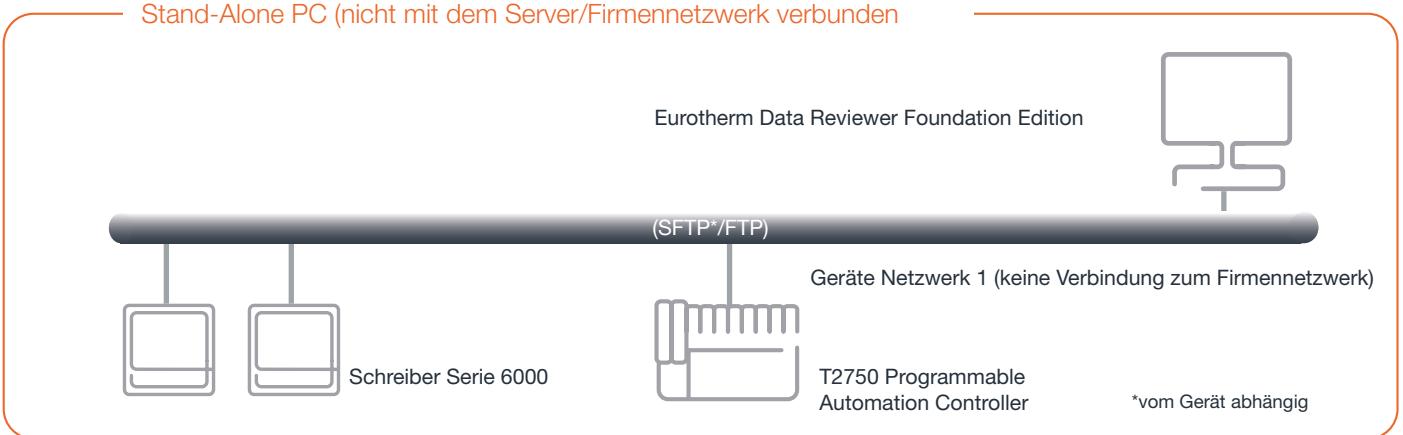 Stand-Alone PC (nicht mit dem Server/Firmennetzwerk verbunden
Eurotherm Data Reviewer Foundation Edition
(SFTP*/FTP)
Geräte Netzwerk 1 (keine Verbindung zum Firmennetzwerk)
Schreiber Serie 6000
T2750 Programmable
Automation Controller
*vom Gerät abhängig